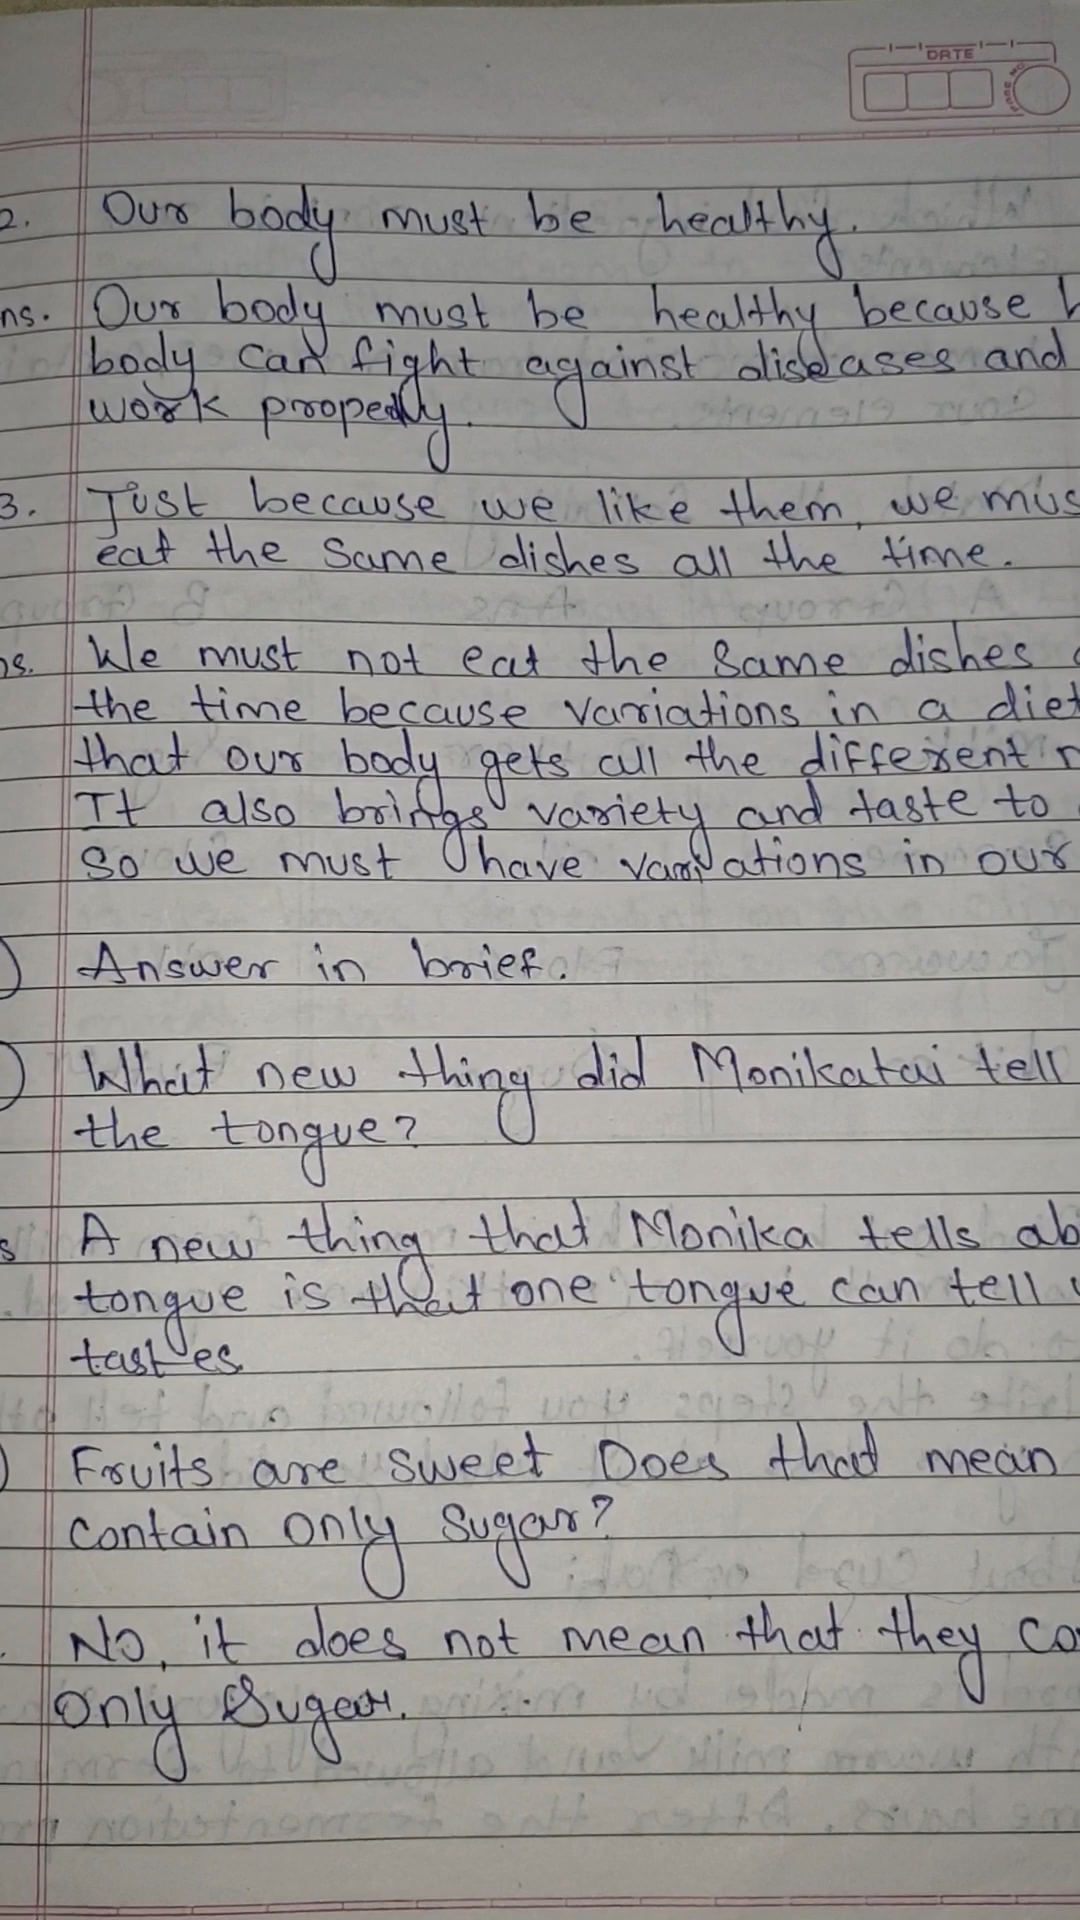 DATE
PAGE NO
2. Our body must be healthy.
ns. Our body must be healthy because
body can fight against diseases and
work propedly.
3. Just because we like them, we mus
eat the same dishes all the time.
ns. We must not eat the same dishes
the time because variations in a diet
that our body gets all the different
It also brings variety and taste to
So we must have variations in our
Answer in brief.
What new thing did Monikatai tell
the tongue?
s A new thing that Monika tells ab
tongue is that one tongue can tell
tastes
Fruits are sweet Does that mean
contain only sugar?
No, it does not mean that they co
only sugar.